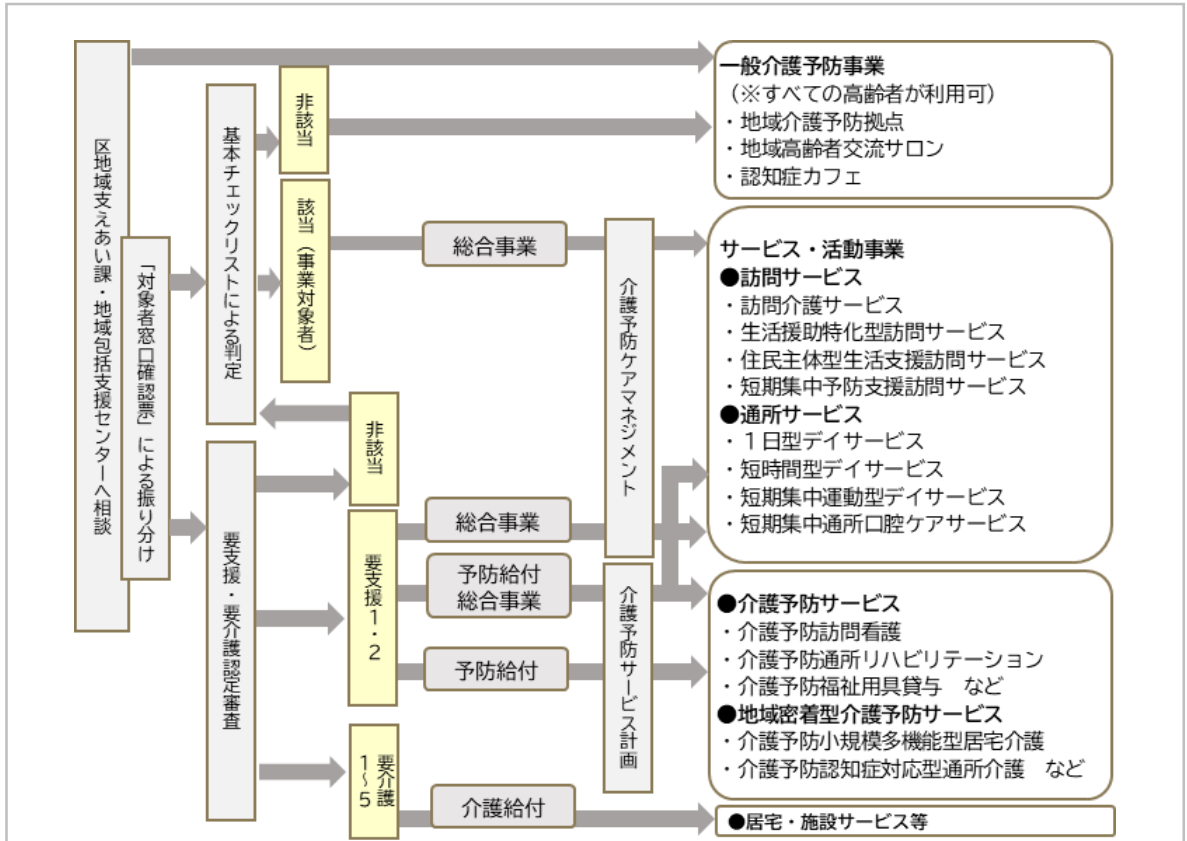 区地域支えあい課・地域包括支援センターへ相談
「対象者窓口確認票」による振り分け
基本チェックリストによる判定
要支援・要介護認定審査
非該当
該当（事業対象者）
非該当
要支援１・２
要介護
１～５
総合事業
総合事業
予防給付
総合事業
予防給付
介護給付
介護予防ケアマネジメント
介護予防サービス計画
一般介護予防事業
（※すべての高齢者が利用可）
・地域介護予防拠点
・地域高齢者交流サロン
・認知症カフェ
サービス・活動事業
●訪問サービス
・訪問介護サービス
・生活援助特化型訪問サービス
・住民主体型生活支援訪問サービス
・短期集中予防支援訪問サービス
●通所サービス
・１日型デイサービス
・短時間型デイサービス
・短期集中運動型デイサービス
・短期集中通所口腔ケアサービス
●介護予防サービス
・介護予防訪問看護
・介護予防通所リハビリテーション
・介護予防福祉用具貸与　など
●地域密着型介護予防サービス
・介護予防小規模多機能型居宅介護
・介護予防認知症対応型通所介護　など
●居宅・施設サービス等